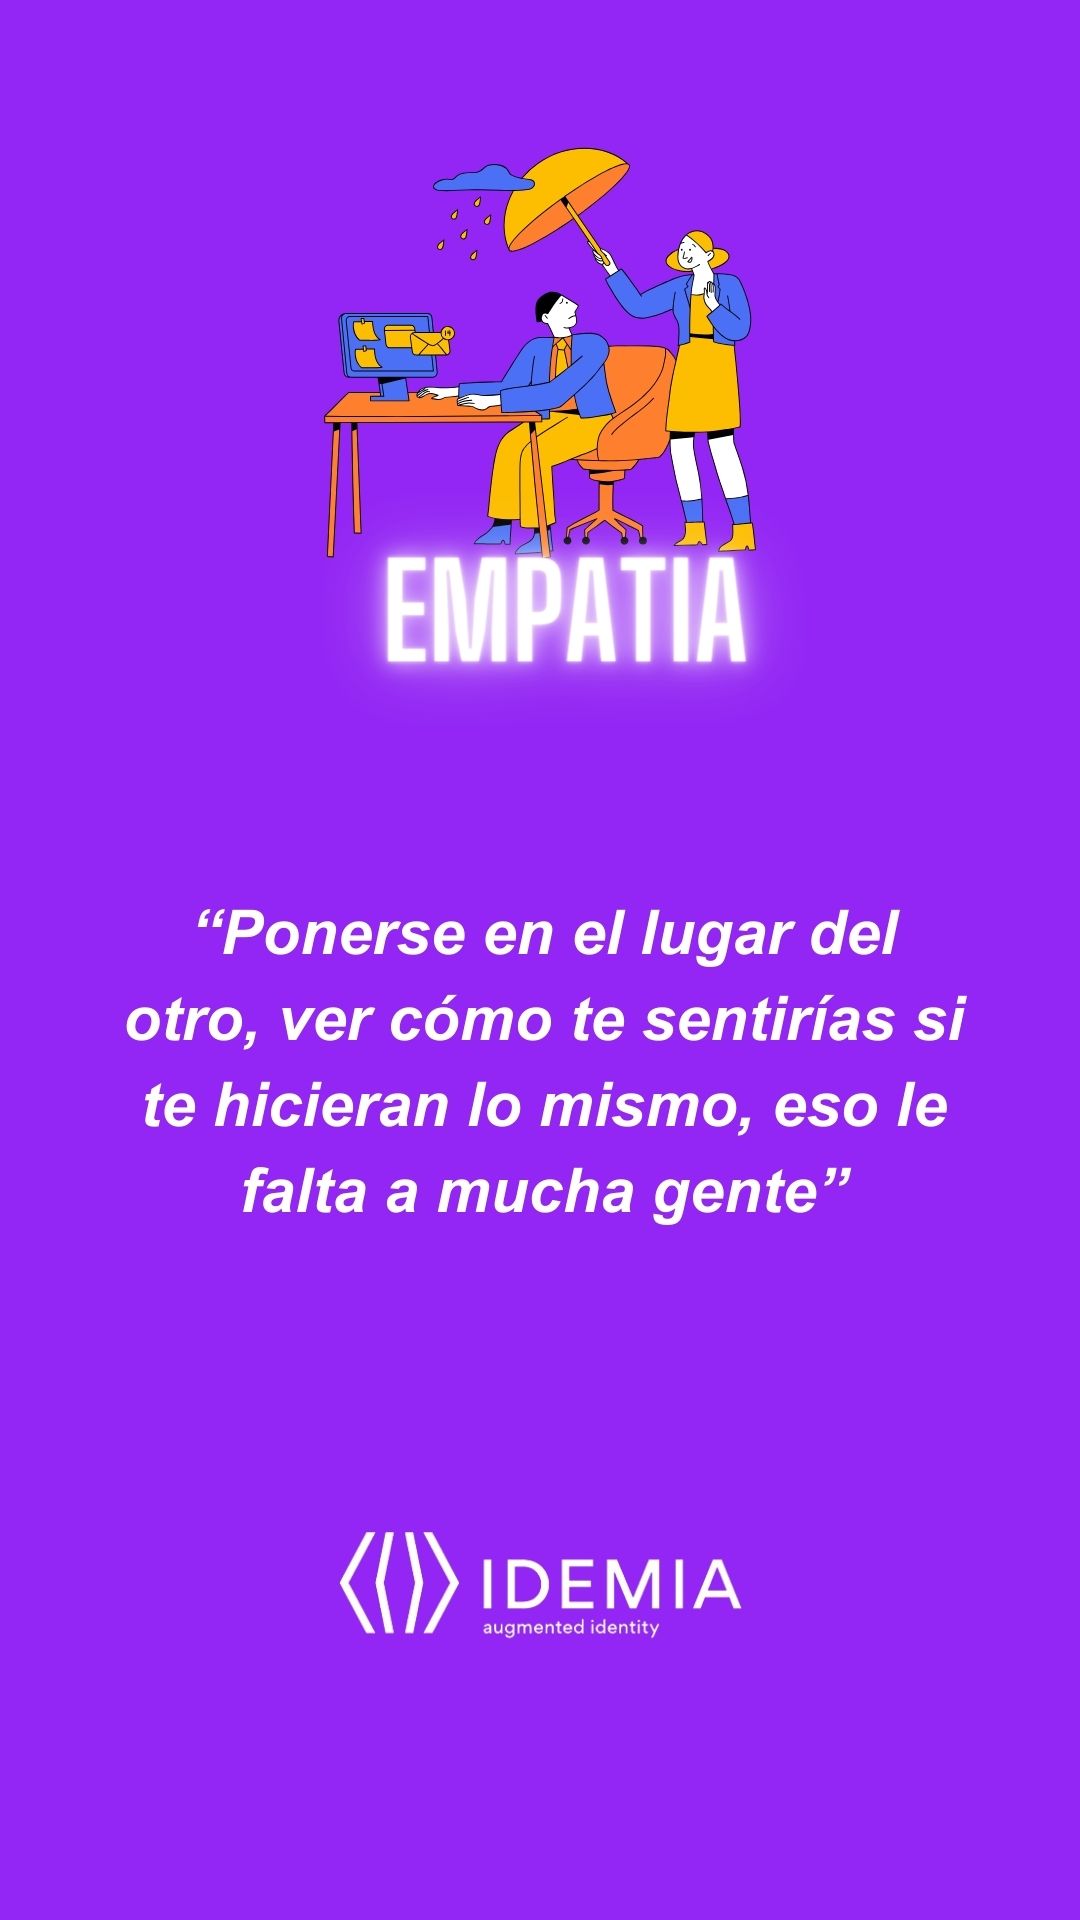 EMPATIA
“Ponerse en el lugar del
otro, ver cómo te sentirías si
te hicieran lo mismo, eso le
falta a mucha gente”
IDEMIA
augmented identity